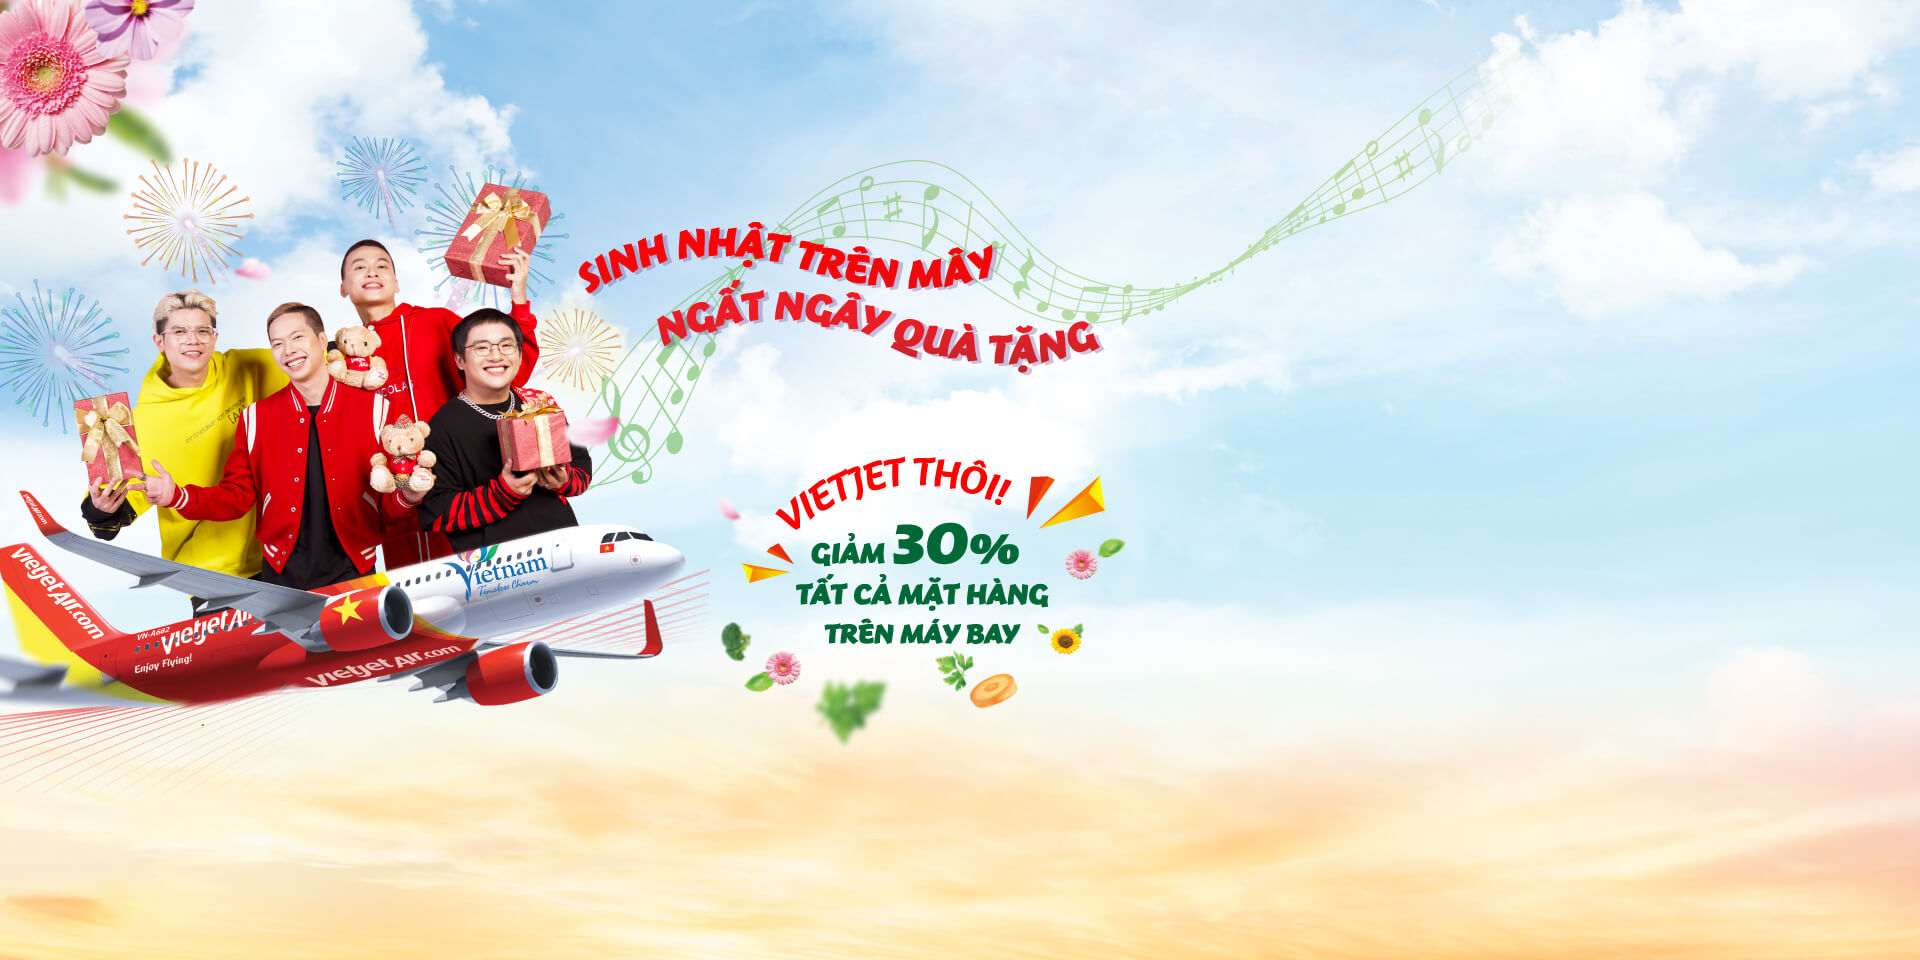 SINH NHẬT TRÊN MÂY
NGẤT NGÂY QUÀ TẶNG
VIETJET THÔI!
GIẢM 30%
TẤT CẢ MẶT HÀNG
TRÊN MÁY BAY
Vietnam
Timeless Charm
vietjetAir.com
VN-A682
vietjetAir
Enjoy Flying!
vietjetAir.com